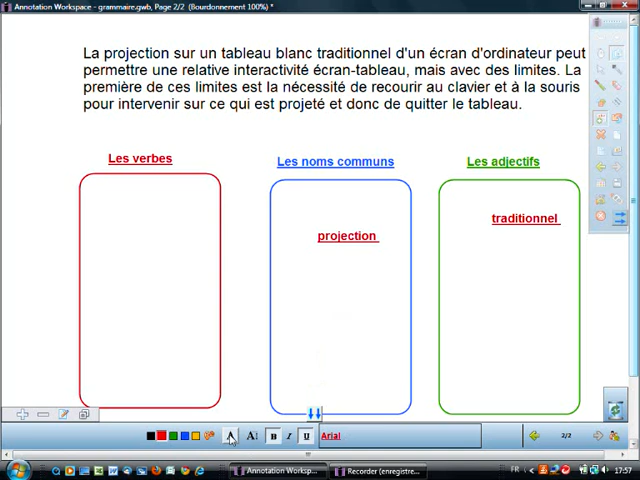 Annotation Workspace - grammaire.gwb, Page 2/2 (Bourdonnement 100%) *
La projection sur un tableau blanc traditionnel d'un écran d'ordinateur peut
permettre une relative interactivité écran-tableau, mais avec des limites. La
première de ces limites est la nécessité de recourir au clavier et à la souris
pour intervenir sur ce qui est projeté et donc de quitter le tableau.
Les verbes
Les noms communs
Les adjectifs
traditionnel
projection
A A B I U Arial
2/2
Annotation Worksp...
Recorder (enregistre...
FR
17:57